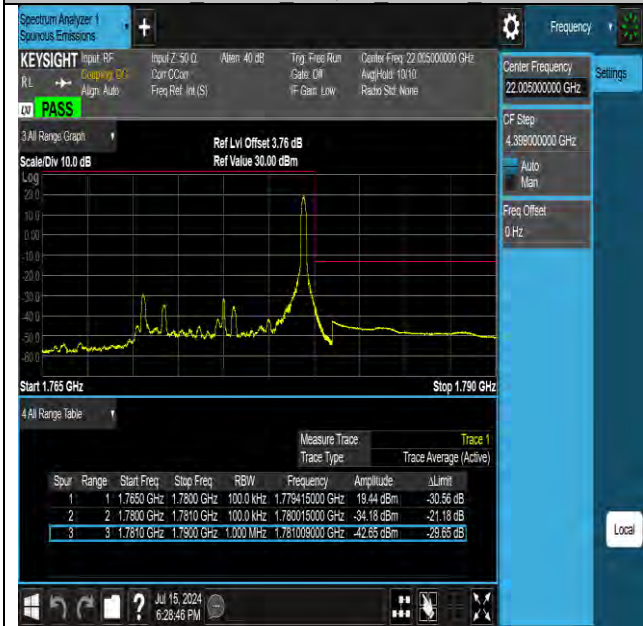 Spectrum Analyzer 1
Spurious Emissions
Frequency
KEYSIGHT Input: RF Input Z: 50 Ω Atten: 40 dB Trig: Free Run Center Freq: 22.005000000 GHz
RL Coupling: DC Corr CCorr Gate: Off Avg|Hold: 10/10
Align: Auto Freq Ref: Int (S) IF Gain: Low Radio Std: None
LXI PASS
Center Frequency
22.005000000 GHz
Settings
CF Step
4.398000000 GHz
Auto
Man
Freq Offset
0 Hz
3 All Range Graph
Ref Lvl Offset 3.76 dB
Scale/Div 10.0 dB Ref Value 30.00 dBm
Log
20.0
10.0
0.00
-10.0
-20.0
-30.0
-40.0
-50.0
-60.0
Start 1.765 GHz Stop 1.790 GHz
4 All Range Table
Measure Trace Trace 1
Trace Type Trace Average (Active)
Spur Range Start Freq Stop Freq RBW Frequency Amplitude ΔLimit
1 1 1.7650 GHz 1.7800 GHz 100.0 kHz 1.779415000 GHz 19.44 dBm -30.56 dB
2 2 1.7800 GHz 1.7810 GHz 100.0 kHz 1.780015000 GHz -34.18 dBm -21.18 dB
3 3 1.7810 GHz 1.7900 GHz 1.000 MHz 1.781009000 GHz -42.65 dBm -29.65 dB
Local
Jul 15, 2024
6:28:46 PM